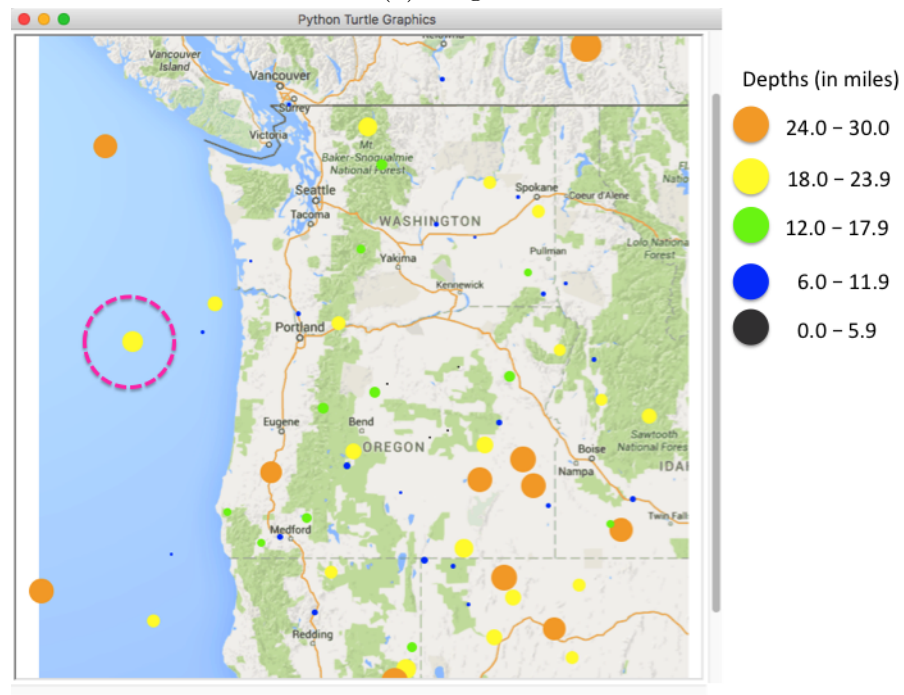 Python Turtle Graphics
Vancouver
Island
Kelowna
Vancouver
Surrey
Victoria
Mt
Baker-Snoqualmie
National Forest
Seattle
Tacoma
Spokane
Coeur d'Alene
WASHINGTON
Yakima
Pullman
Kennewick
Lolo Nationa
Forest
Portland
Eugene
Bend
OREGON
Sawtooth
National Fores
Boise
Nampa
IDAH
Twin Fall
Medford
Redding
Depths (in miles)
24.0 – 30.0
18.0 – 23.9
12.0 – 17.9
6.0 – 11.9
0.0 – 5.9